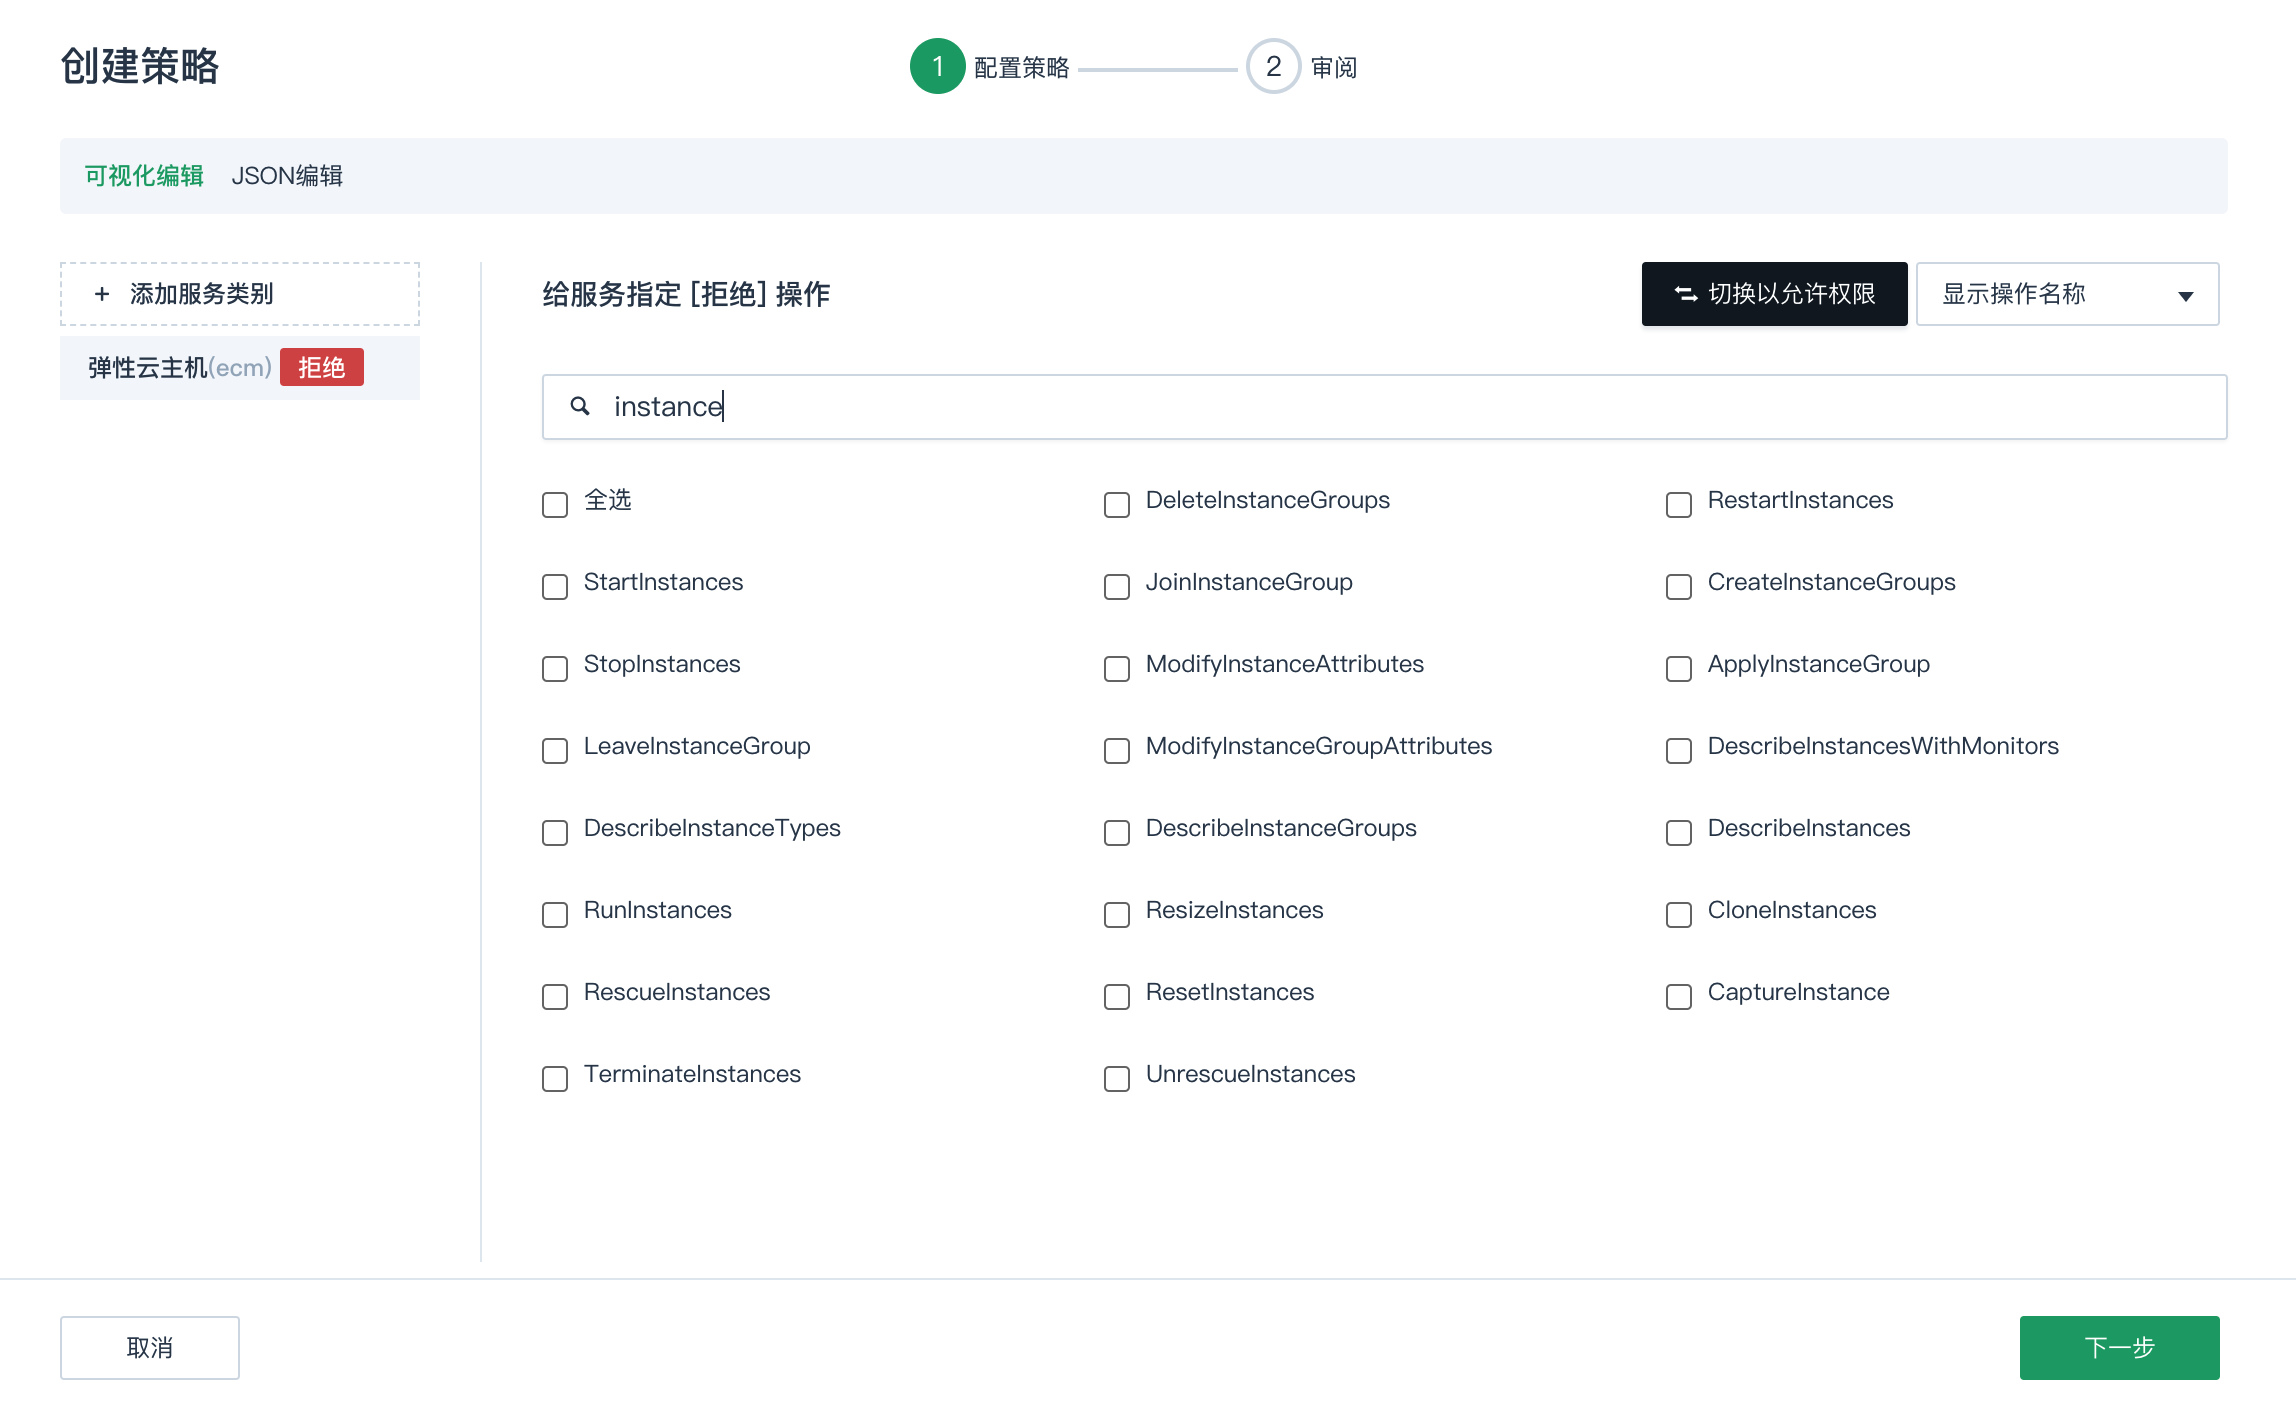 创建策略
1 配置策略 2 审阅
可视化编辑 JSON编辑
+ 添加服务类别
弹性云主机(ecm) 拒绝
给服务指定 [拒绝] 操作
切换以允许权限 显示操作名称
instance
全选 DeleteInstanceGroups RestartInstances
StartInstances JoinInstanceGroup CreateInstanceGroups
StopInstances ModifyInstanceAttributes ApplyInstanceGroup
LeaveInstanceGroup ModifyInstanceGroupAttributes DescribeInstancesWithMonitors
DescribeInstanceTypes DescribeInstanceGroups DescribeInstances
RunInstances ResizeInstances CloneInstances
RescueInstances ResetInstances CaptureInstance
TerminateInstances UnrescueInstances
取消 下一步